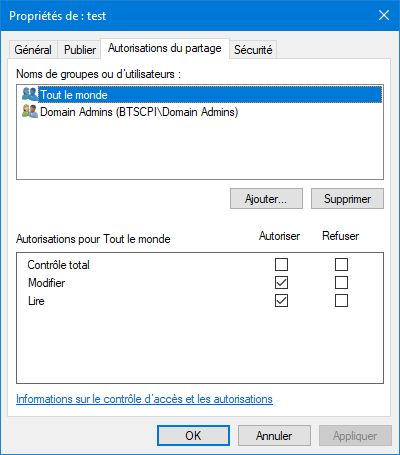 Propriétés de : test
Général Publier Autorisations du partage Sécurité
Noms de groupes ou d'utilisateurs :
Tout le monde
Domain Admins (BTSCPI\Domain Admins)
Ajouter... Supprimer
Autorisations pour Tout le monde Autoriser Refuser
Contrôle total
Modifier
Lire
Informations sur le contrôle d'accès et les autorisations
OK Annuler Appliquer